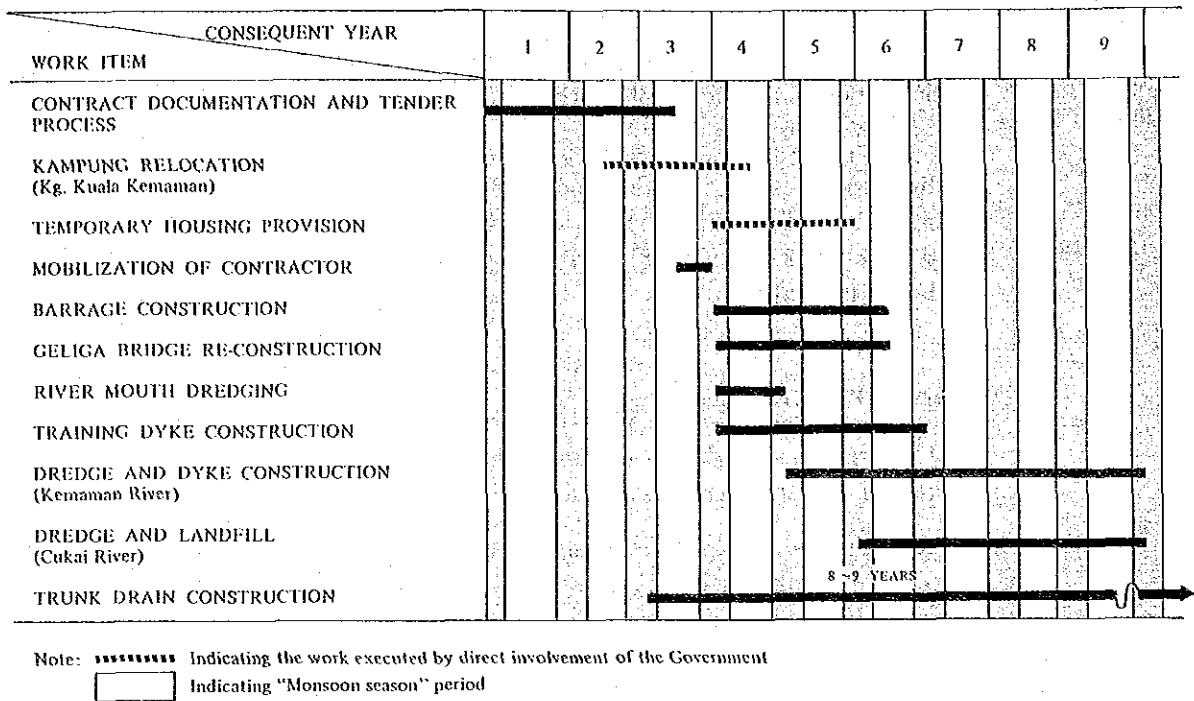 CONSEQUENT YEAR
WORK ITEM
1 2 3 4 5 6 7 8 9
CONTRACT DOCUMENTATION AND TENDER
PROCESS
KAMPUNG RELOCATION
(Kg. Kuala Kemaman)
TEMPORARY HOUSING PROVISION
MOBILIZATION OF CONTRACTOR
BARRAGE CONSTRUCTION
GELIGA BRIDGE RE-CONSTRUCTION
RIVER MOUTH DREDGING
TRAINING DYKE CONSTRUCTION
DREDGE AND DYKE CONSTRUCTION
(Kemaman River)
DREDGE AND LANDFILL
(Cukai River)
8 ~9 YEARS
TRUNK DRAIN CONSTRUCTION
Note: Indicating the work executed by direct involvement of the Government
Indicating "Monsoon season" period